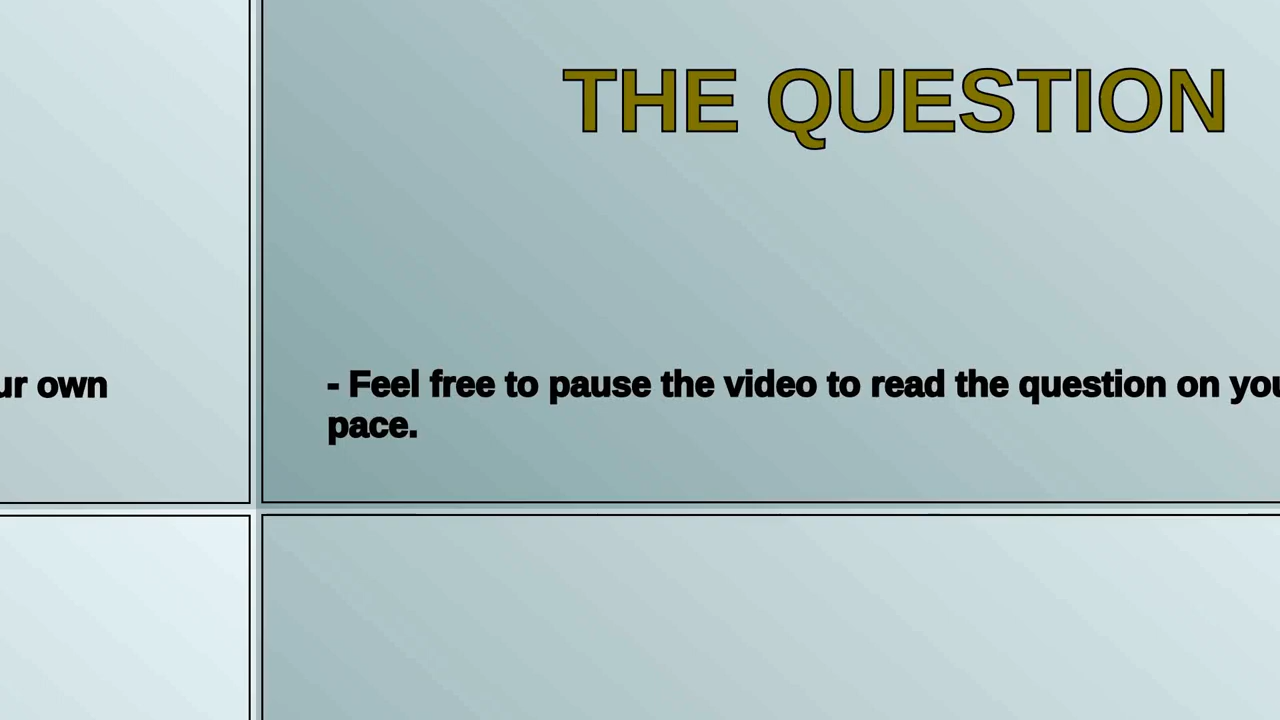 THE QUESTION
ur own
- Feel free to pause the video to read the question on you
pace.